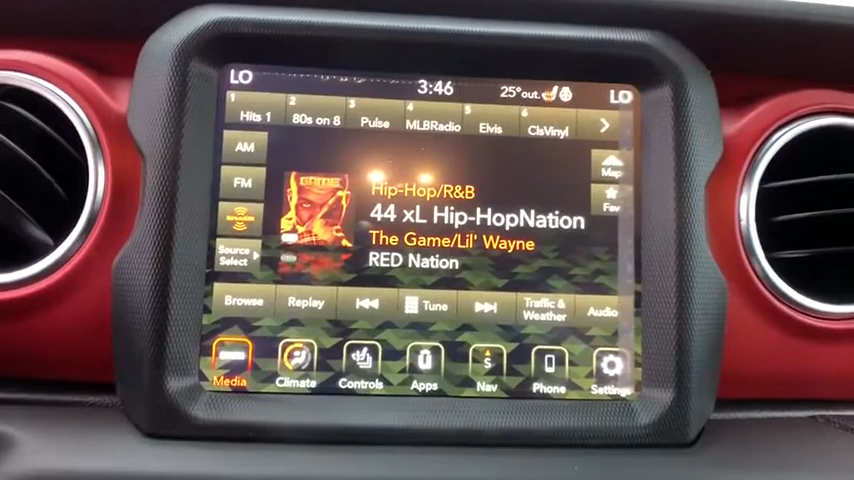 LO
3:46
25°out.
LO
1 Hits 1
2 80s on 8
3 Pulse
4 MLBRadio
5 Elvis
6 ClsVinyl
AM
Map
FM
Fav
GAME
Hip-Hop/R&B
44 xL Hip-HopNation
The Game/Lil' Wayne
RED Nation
Source
Select
Browse
Replay
Tune
Traffic &
Weather
Audio
S
Media
Climate
Controls
Apps
Nav
Phone
Settings